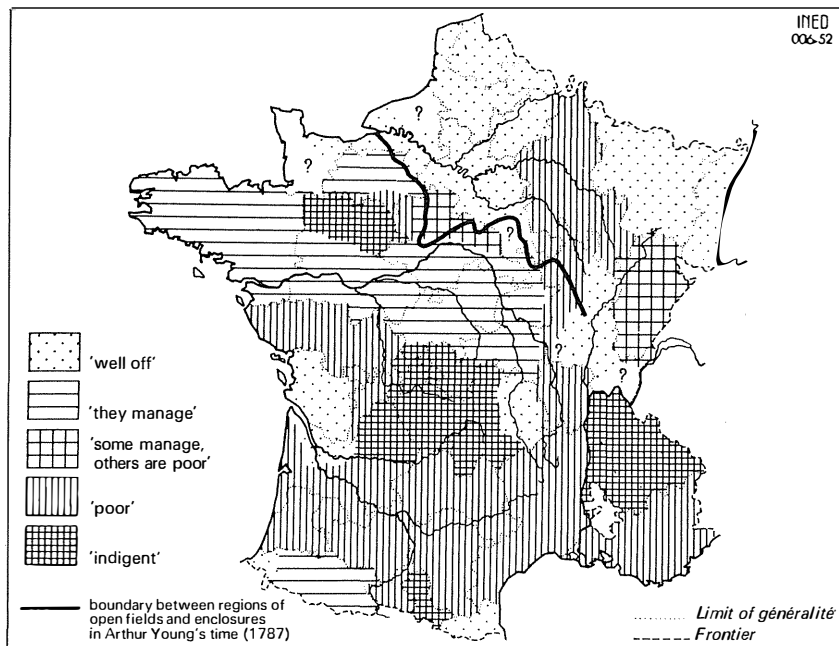 INED
006-52
?
?
?
?
?
'well off'
'they manage'
'some manage,
others are poor'
'poor'
'indigent'
boundary between regions of
open fields and enclosures
in Arthur Young's time (1787)
Limit of généralité
Frontier